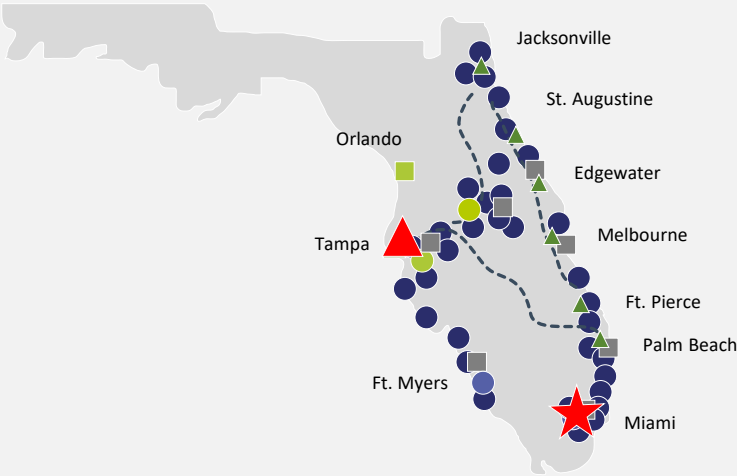 Jacksonville
St. Augustine
Orlando
Edgewater
Melbourne
Tampa
Ft. Pierce
Palm Beach
Ft. Myers
Miami